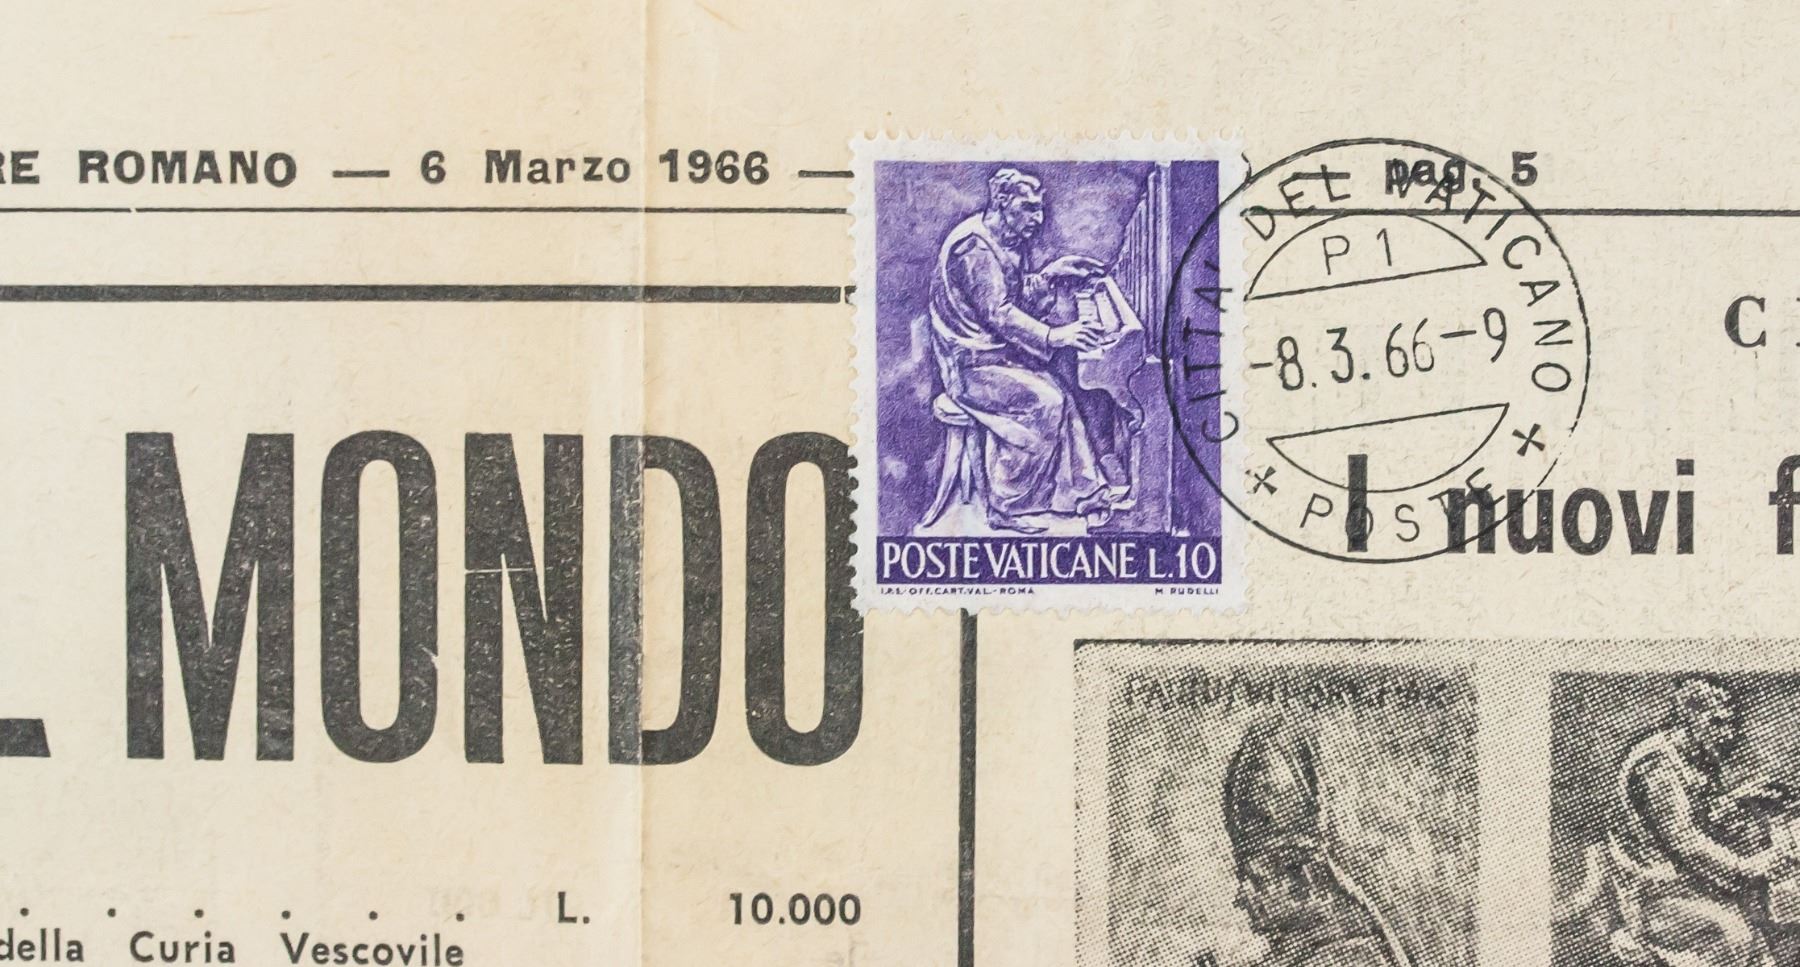 RE ROMANO — 6 Marzo 1966 — — pag. 5
CITTA' DEL VATICANO
P 1
-8.3.66-9
POSTE
POSTE VATICANE L.10
I.P.S.-OFF.CART.VAL.-ROMA M. RUDELLI
L MONDO
C
I nuovi f
. . . . . . L. 10.000
della Curia Vescovile